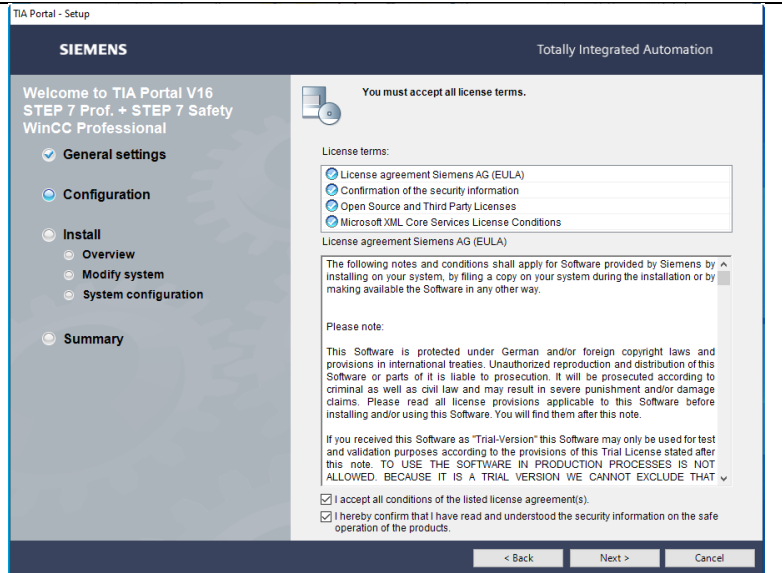 TIA Portal - Setup
SIEMENS
Totally Integrated Automation
Welcome to TIA Portal V16
STEP 7 Prof. + STEP 7 Safety
WinCC Professional
General settings
Configuration
Install
Overview
Modify system
System configuration
Summary
You must accept all license terms.
License terms:
License agreement Siemens AG (EULA)
Confirmation of the security information
Open Source and Third Party Licenses
Microsoft XML Core Services License Conditions
License agreement Siemens AG (EULA)
The following notes and conditions shall apply for Software provided by Siemens by
installing on your system, by filing a copy on your system during the installation or by
making available the Software in any other way.
Please note:
This Software is protected under German and/or foreign copyright laws and
provisions in international treaties. Unauthorized reproduction and distribution of this
Software or parts of it is liable to prosecution. It will be prosecuted according to
criminal as well as civil law and may result in severe punishment and/or damage
claims. Please read all license provisions applicable to this Software before
installing and/or using this Software. You will find them after this note.
If you received this Software as "Trial-Version" this Software may only be used for test
and validation purposes according to the provisions of this Trial License stated after
this note. TO USE THE SOFTWARE IN PRODUCTION PROCESSES IS NOT
ALLOWED. BECAUSE IT IS A TRIAL VERSION WE CANNOT EXCLUDE THAT
I accept all conditions of the listed license agreement(s).
I hereby confirm that I have read and understood the security information on the safe
operation of the products.
< Back
Next >
Cancel